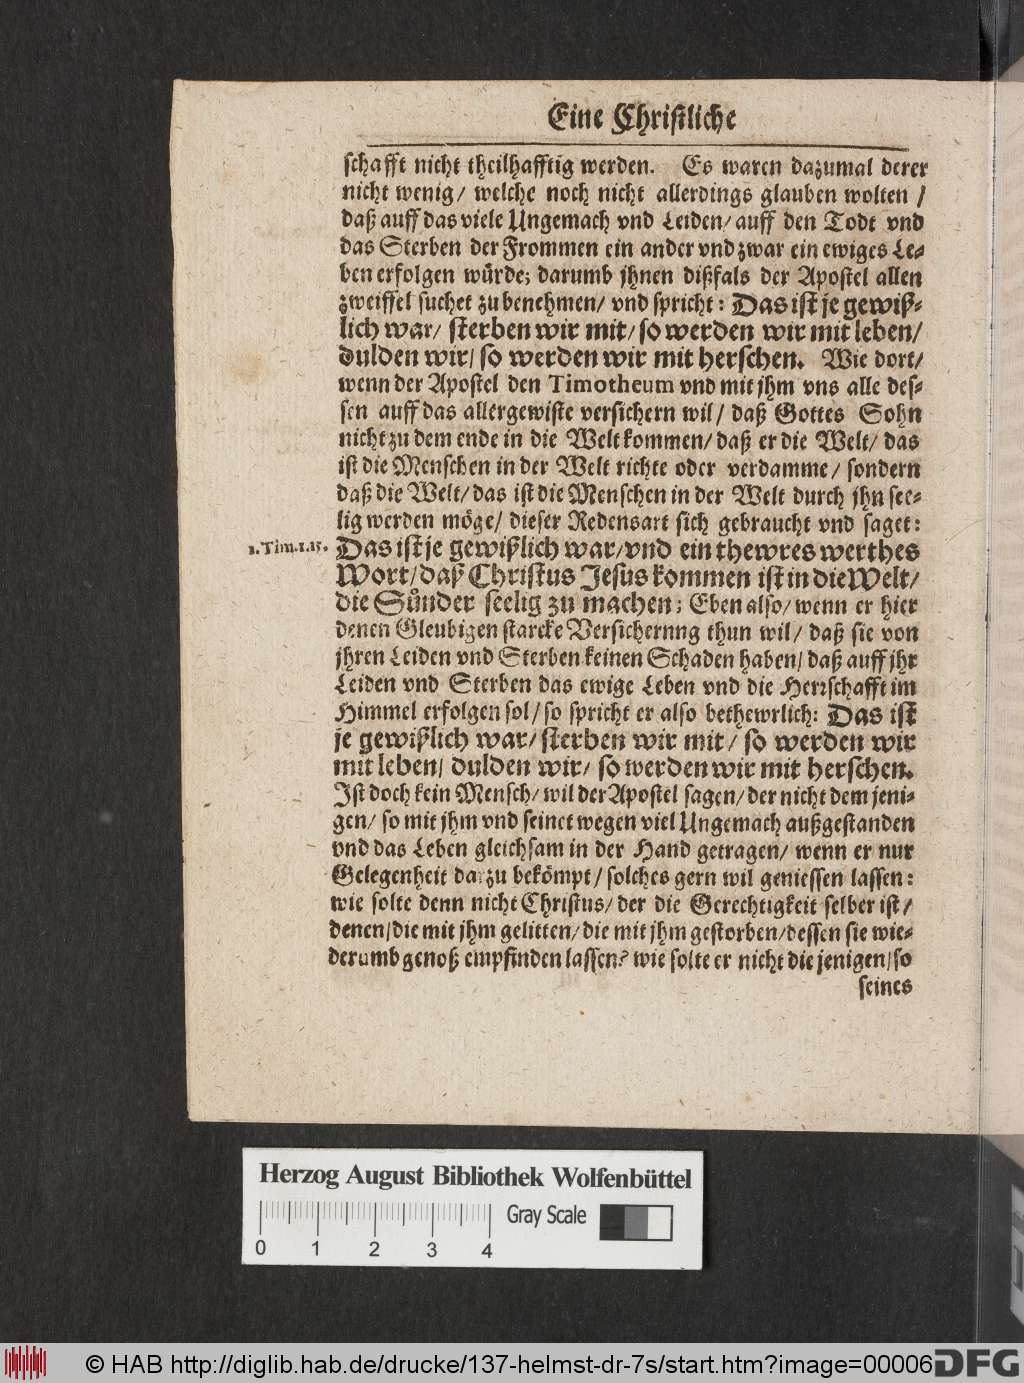 Eine Christliche
schafft nicht theilhafftig werden. Es waren dazumal derer
nicht wenig/ welche noch nicht allerdings glauben wolten /
daß auff das viele Ungemach vnd Leiden/ auff den Todt vnd
das Sterben der Frommen ein ander vnd zwar ein ewiges Le-
ben erfolgen wůrde; darumb jhnen dißfals der Apostel allen
zweiffel suchet zu benehmen/ vnd spricht: Das ist je gewiß-
lich war/ sterben wir mit/ so werden wir mit leben/
dulden wir/ so werden wir mit herschen. Wie dort/
wenn der Apostel den Timotheum vnd mit jhm vns alle des-
sen auff das allergewiste versichern wil/ daß Gottes Sohn
nicht zu dem ende in die Welt kommen/ daß er die Welt/ das
ist die Menschen in der Welt richte oder verdamme/ sondern
daß die Welt/ das ist die Menschen in der Welt durch jhn see-
lig werden möge/ dieser Redensart sich gebraucht vnd saget:
1. Tim. 1. 15. Das ist je gewißlich war/ vnd ein thewres werthes
Wort/ daß Christus Jesus kommen ist in die Welt/
die Sůnder seelig zu machen; Eben also/ wenn er hier
denen Gleubigen starcke Versichernng thun wil/ daß sie von
jhren Leiden vnd Sterben keinen Schaden haben/ daß auff jhr
Leiden vnd Sterben das ewige Leben vnd die Herrschafft im
Himmel erfolgen sol/ so spricht er also bethewrlich: Das ist
je gewißlich war/ sterben wir mit/ so werden wir
mit leben/ dulden wir/ so werden wir mit herschen.
Ist doch kein Mensch/ wil der Apostel sagen/ der nicht dem jeni-
gen/ so mit jhm vnd seinet wegen viel Ungemach außgestanden
vnd das Leben gleichsam in der Hand getragen/ wenn er nur
Gelegenheit darzu bekömpt/ solches gern wil geniessen lassen:
wie solte denn nicht Christus/ der die Gerechtigkeit selber ist/
denen/ die mit jhm gelitten/ die mit jhm gestorben/ dessen sie wie-
derumb genoß empfinden lassen? wie solte er nicht die jenigen/ so
seines
Herzog August Bibliothek Wolfenbüttel
Gray Scale
0 1 2 3 4
© HAB http://diglib.hab.de/drucke/137-helmst-dr-7s/start.htm?image=00006
DFG